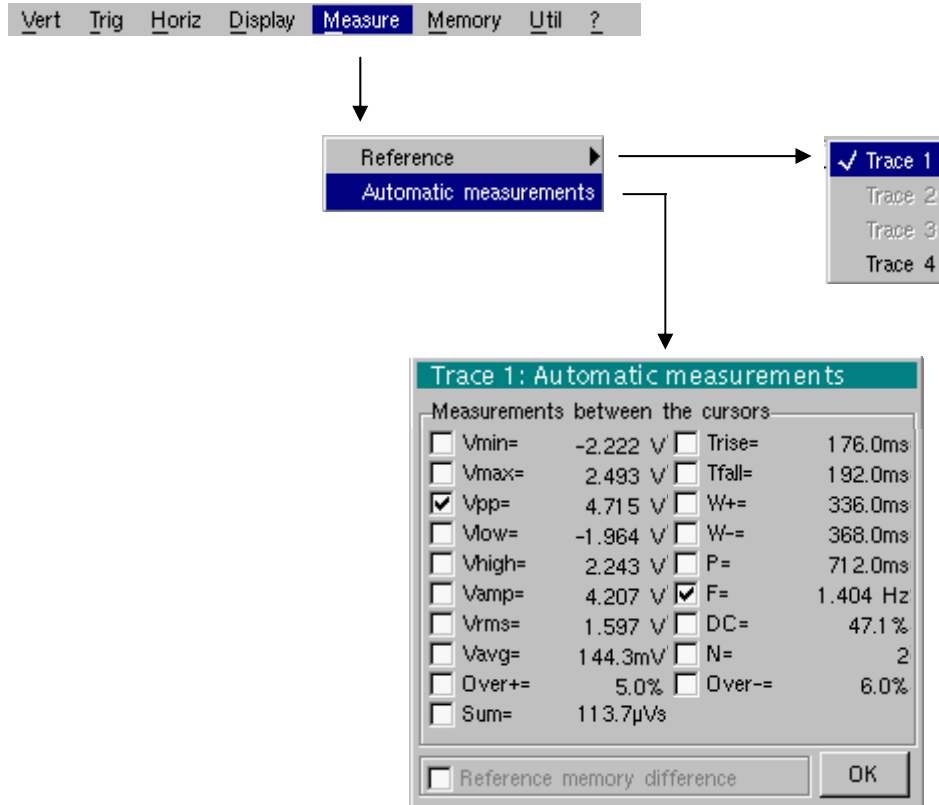 Vert Trig Horiz Display Measure Memory Util ?
Reference
Automatic measurements
✓ Trace 1
Trace 2
Trace 3
Trace 4
Trace 1: Automatic measurements
Measurements between the cursors
Vmin= -2.222 V Trise= 176.0ms
Vmax= 2.493 V Tfall= 192.0ms
Vpp= 4.715 V W+= 336.0ms
Vlow= -1.964 V W-= 368.0ms
Vhigh= 2.243 V P= 712.0ms
Vamp= 4.207 V F= 1.404 Hz
Vrms= 1.597 V DC= 47.1%
Vavg= 144.3mV N= 2
Over+= 5.0% Over-= 6.0%
Sum= 113.7µVs
Reference memory difference
OK